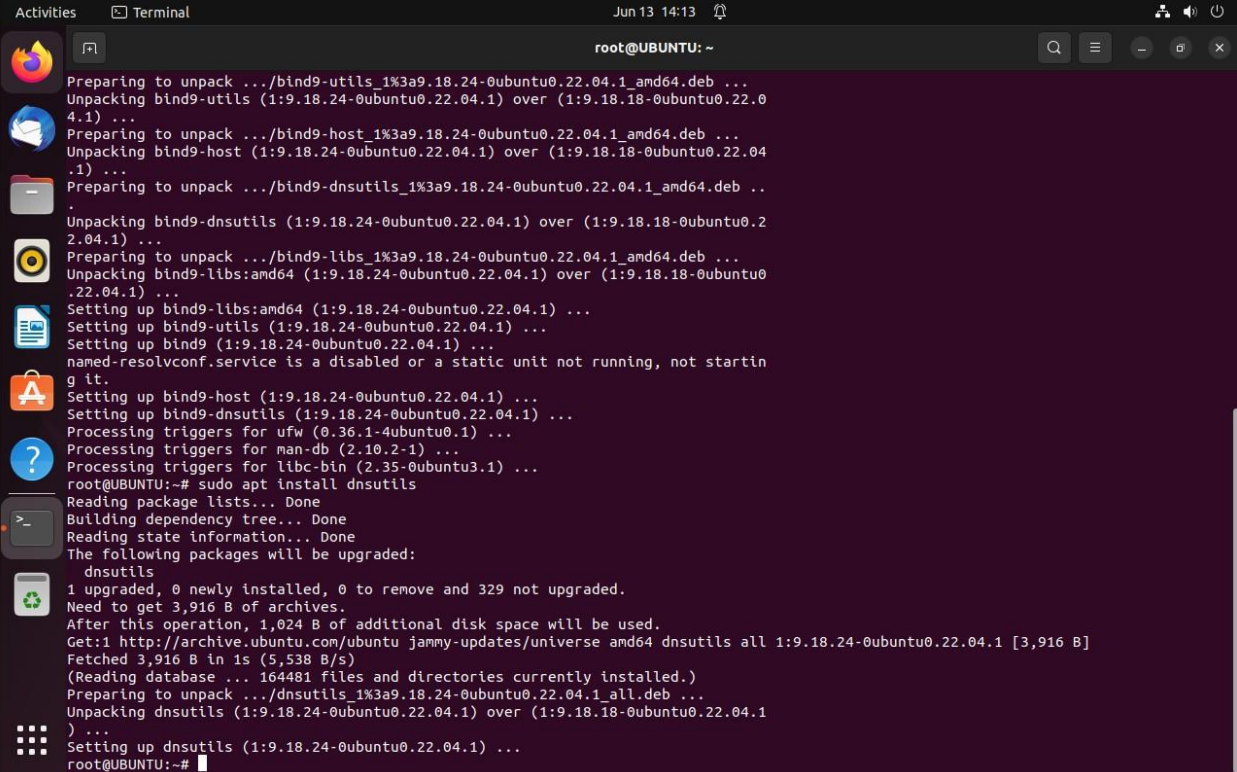 Activities Terminal Jun 13 14:13
root@UBUNTU: ~
Preparing to unpack .../bind9-utils_1%3a9.18.24-0ubuntu0.22.04.1_amd64.deb ...
Unpacking bind9-utils (1:9.18.24-0ubuntu0.22.04.1) over (1:9.18.18-0ubuntu0.22.0
4.1) ...
Preparing to unpack .../bind9-host_1%3a9.18.24-0ubuntu0.22.04.1_amd64.deb ...
Unpacking bind9-host (1:9.18.24-0ubuntu0.22.04.1) over (1:9.18.18-0ubuntu0.22.04
.1) ...
Preparing to unpack .../bind9-dnsutils_1%3a9.18.24-0ubuntu0.22.04.1_amd64.deb ..
.
Unpacking bind9-dnsutils (1:9.18.24-0ubuntu0.22.04.1) over (1:9.18.18-0ubuntu0.2
2.04.1) ...
Preparing to unpack .../bind9-libs_1%3a9.18.24-0ubuntu0.22.04.1_amd64.deb ...
Unpacking bind9-libs:amd64 (1:9.18.24-0ubuntu0.22.04.1) over (1:9.18.18-0ubuntu0
.22.04.1) ...
Setting up bind9-libs:amd64 (1:9.18.24-0ubuntu0.22.04.1) ...
Setting up bind9-utils (1:9.18.24-0ubuntu0.22.04.1) ...
Setting up bind9 (1:9.18.24-0ubuntu0.22.04.1) ...
named-resolvconf.service is a disabled or a static unit not running, not startin
g it.
Setting up bind9-host (1:9.18.24-0ubuntu0.22.04.1) ...
Setting up bind9-dnsutils (1:9.18.24-0ubuntu0.22.04.1) ...
Processing triggers for ufw (0.36.1-4ubuntu0.1) ...
Processing triggers for man-db (2.10.2-1) ...
Processing triggers for libc-bin (2.35-0ubuntu3.1) ...
root@UBUNTU:~# sudo apt install dnsutils
Reading package lists... Done
Building dependency tree... Done
Reading state information... Done
The following packages will be upgraded:
  dnsutils
1 upgraded, 0 newly installed, 0 to remove and 329 not upgraded.
Need to get 3,916 B of archives.
After this operation, 1,024 B of additional disk space will be used.
Get:1 http://archive.ubuntu.com/ubuntu jammy-updates/universe amd64 dnsutils all 1:9.18.24-0ubuntu0.22.04.1 [3,916 B]
Fetched 3,916 B in 1s (5,538 B/s)
(Reading database ... 164481 files and directories currently installed.)
Preparing to unpack .../dnsutils_1%3a9.18.24-0ubuntu0.22.04.1_all.deb ...
Unpacking dnsutils (1:9.18.24-0ubuntu0.22.04.1) over (1:9.18.18-0ubuntu0.22.04.1
) ...
Setting up dnsutils (1:9.18.24-0ubuntu0.22.04.1) ...
root@UBUNTU:~#